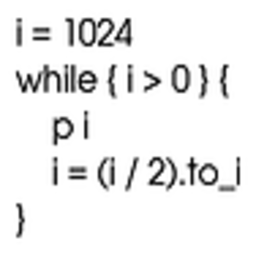 i = 1024
while { i > 0 } {
    p i
    i = (i / 2).to_i
}